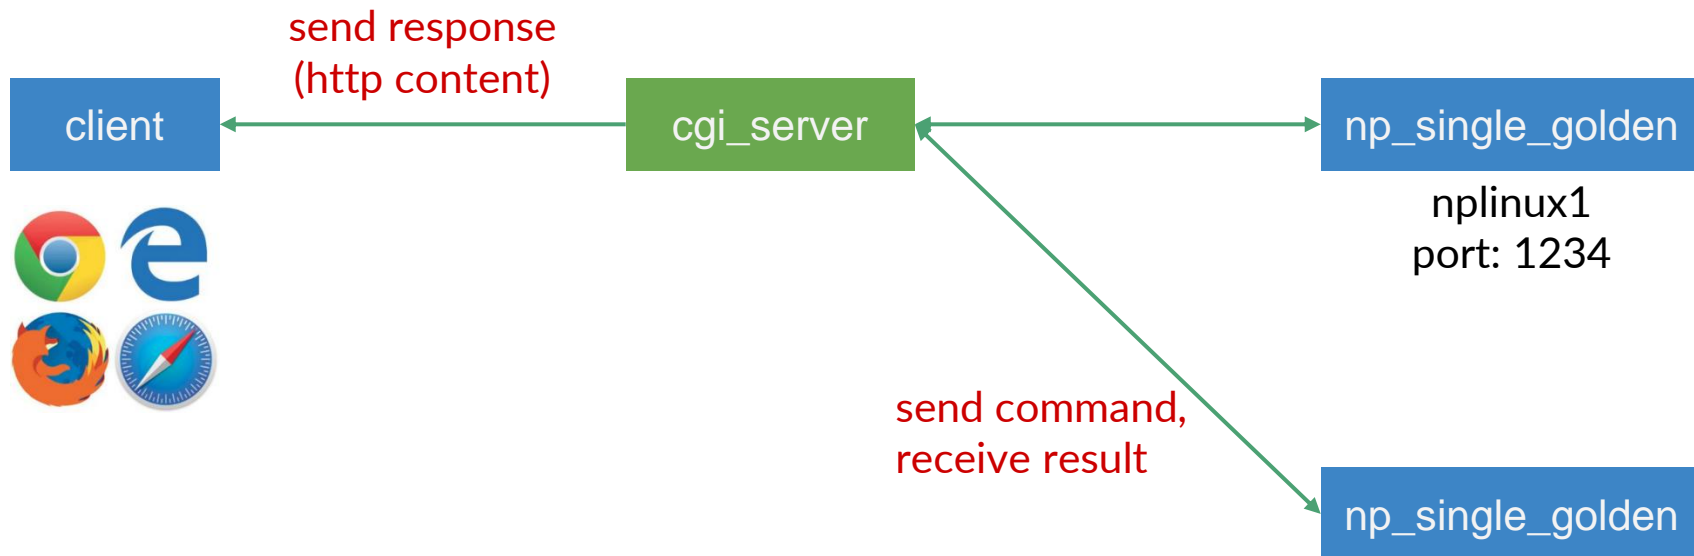 send response
(http content)
client
cgi_server
np_single_golden
nplinux1
port: 1234
send command,
receive result
np_single_golden